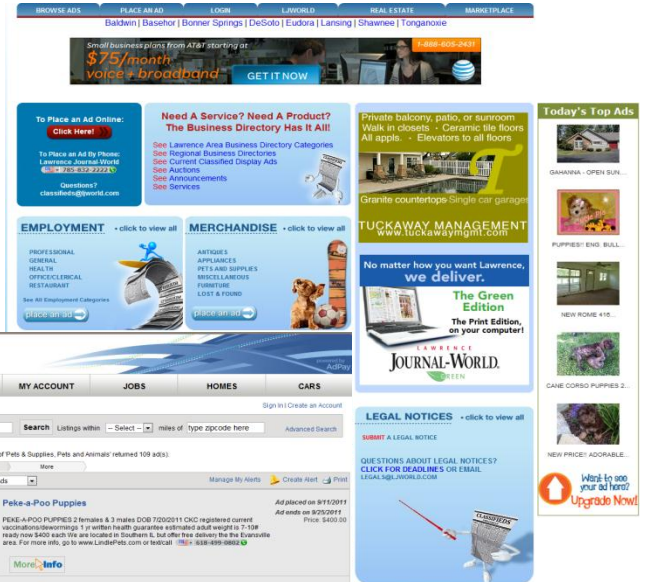 BROWSE ADS PLACE AN AD LOGIN LJWORLD REAL ESTATE MARKETPLACE
Baldwin | Basehor | Bonner Springs | DeSoto | Eudora | Lansing | Shawnee | Tonganoxie
Small business plans from AT&T starting at
$75/month
voice + broadband
GET IT NOW
1-888-605-2431
To Place an Ad Online:
Click Here!
To Place an Ad By Phone:
Lawrence Journal-World
785-832-2222
Questions?
classifieds@ljworld.com
Need A Service? Need A Product?
The Business Directory Has It All!
See Lawrence Area Business Directory Categories
See Regional Business Directories
See Current Classified Display Ads
See Auctions
See Announcements
See Services
EMPLOYMENT • click to view all
PROFESSIONAL
GENERAL
HEALTH
OFFICE/CLERICAL
RESTAURANT
See All Employment Categories
place an ad
MERCHANDISE • click to view all
ANTIQUES
APPLIANCES
PETS AND SUPPLIES
MISCELLANEOUS
FURNITURE
LOST & FOUND
place an ad
Private balcony, patio, or sunroom
Walk in closets • Ceramic tile floors
All appls. • Elevators to all floors
T
Granite countertops Single car garages
TUCKAWAY MANAGEMENT
www.tuckawaymgmt.com
No matter how you want Lawrence,
we deliver.
The Green
Edition
The Print Edition,
on your computer!
LAWRENCE
JOURNAL-WORLD.
GREEN
LEGAL NOTICES • click to view all
SUBMIT A LEGAL NOTICE
QUESTIONS ABOUT LEGAL NOTICES?
CLICK FOR DEADLINES OR EMAIL
LEGALS@LJWORLD.COM
CLASSIFIEDS
Today's Top Ads
GAHANNA - OPEN SUN...
PUPPIES!! ENG. BULL...
NEW ROME 416...
CANE CORSO PUPPIES 2...
NEW PRICE!! ADORABLE...
Want to see
your ad here?
Upgrade Now!
powered by
AdPay
MY ACCOUNT JOBS HOMES CARS
Sign In | Create an Account
Search Listings within -- Select -- miles of type zipcode here Advanced Search
of 'Pets & Supplies, Pets and Animals' returned 109 ad(s).
More
ds Manage My Alerts Create Alert Print
Peke-a-Poo Puppies Ad placed on 9/11/2011
Ad ends on 9/25/2011
PEKE-A-POO PUPPIES 2 females & 3 males DOB 7/20/2011 CKC registered current Price: $400.00
vaccinations/dewormings 1 yr written health guarantee estimated adult weight is 7-10#
ready now $400 each We are located in Southern IL but offer free delivery the the Evansville
area. For more info, go to www.LindlePets.com or text/call 618-499-0802
More Info